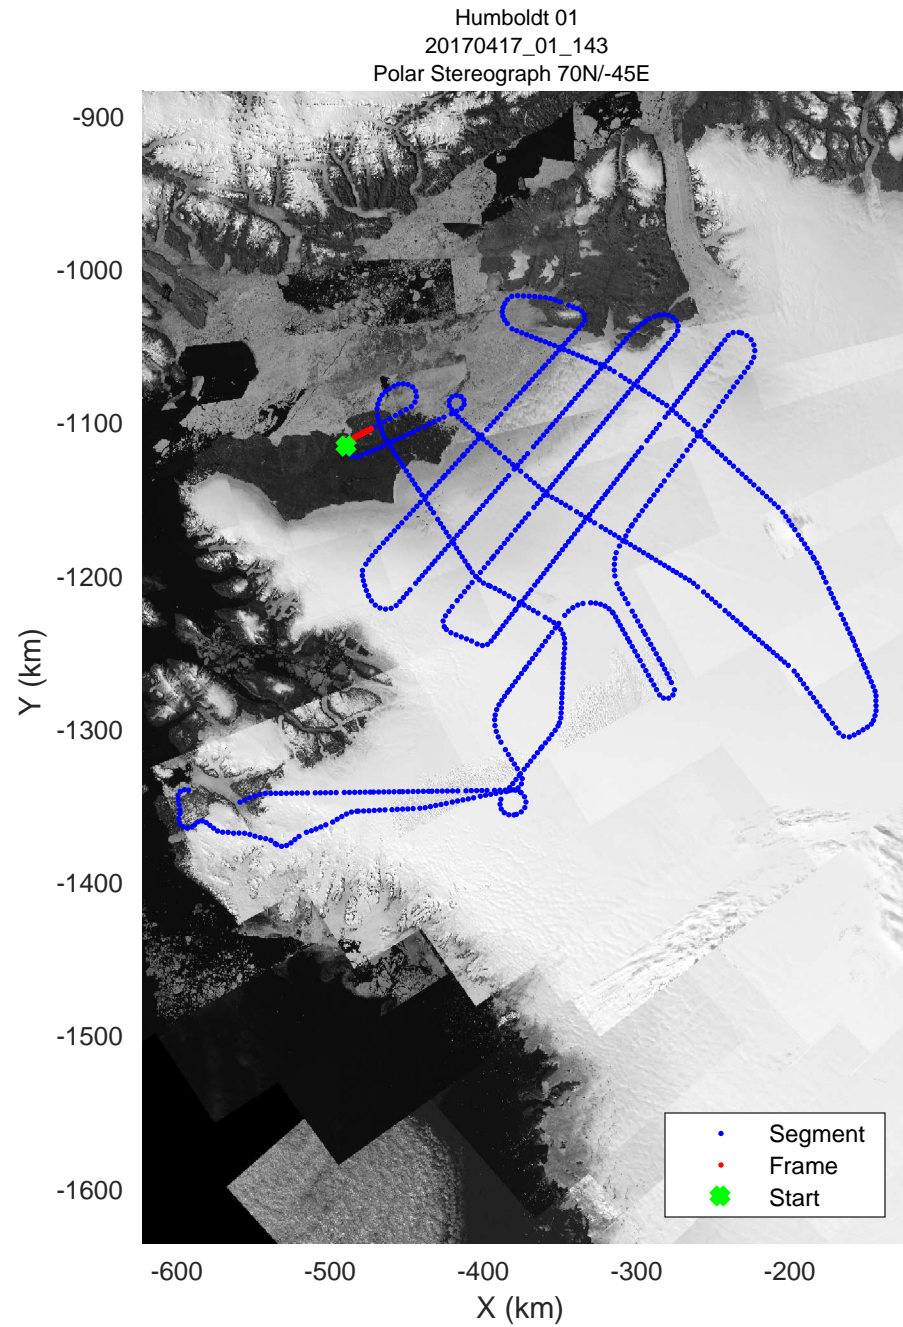 Humboldt 01
20170417_01_143
Polar Stereograph 70N/-45E
-900
-1000
-1100
-1200
-1300
-1400
-1500
-1600
Y (km)
Segment
Frame
Start
-600 -500 -400 -300 -200
X (km)